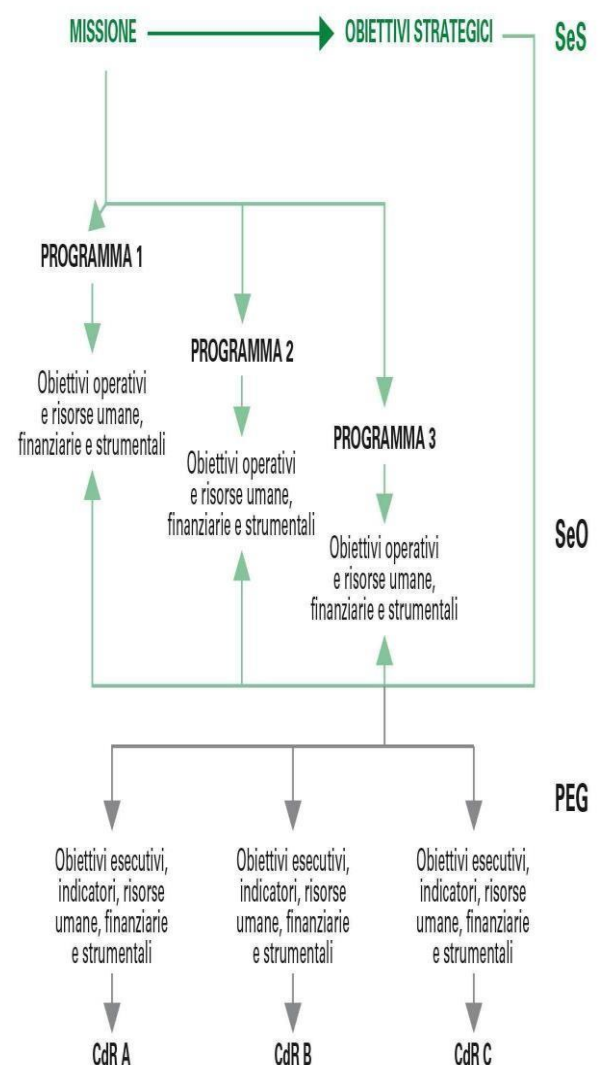 MISSIONE OBIETTIVI STRATEGICI SeS
PROGRAMMA 1
Obiettivi operativi
e risorse umane,
finanziarie e strumentali
PROGRAMMA 2
Obiettivi operativi
e risorse umane,
finanziarie e strumentali
PROGRAMMA 3
Obiettivi operativi
e risorse umane,
finanziarie e strumentali
SeO
PEG
Obiettivi esecutivi,
indicatori, risorse
umane, finanziarie
e strumentali
CdR A
Obiettivi esecutivi,
indicatori, risorse
umane, finanziarie
e strumentali
CdR B
Obiettivi esecutivi,
indicatori, risorse
umane, finanziarie
e strumentali
CdR C